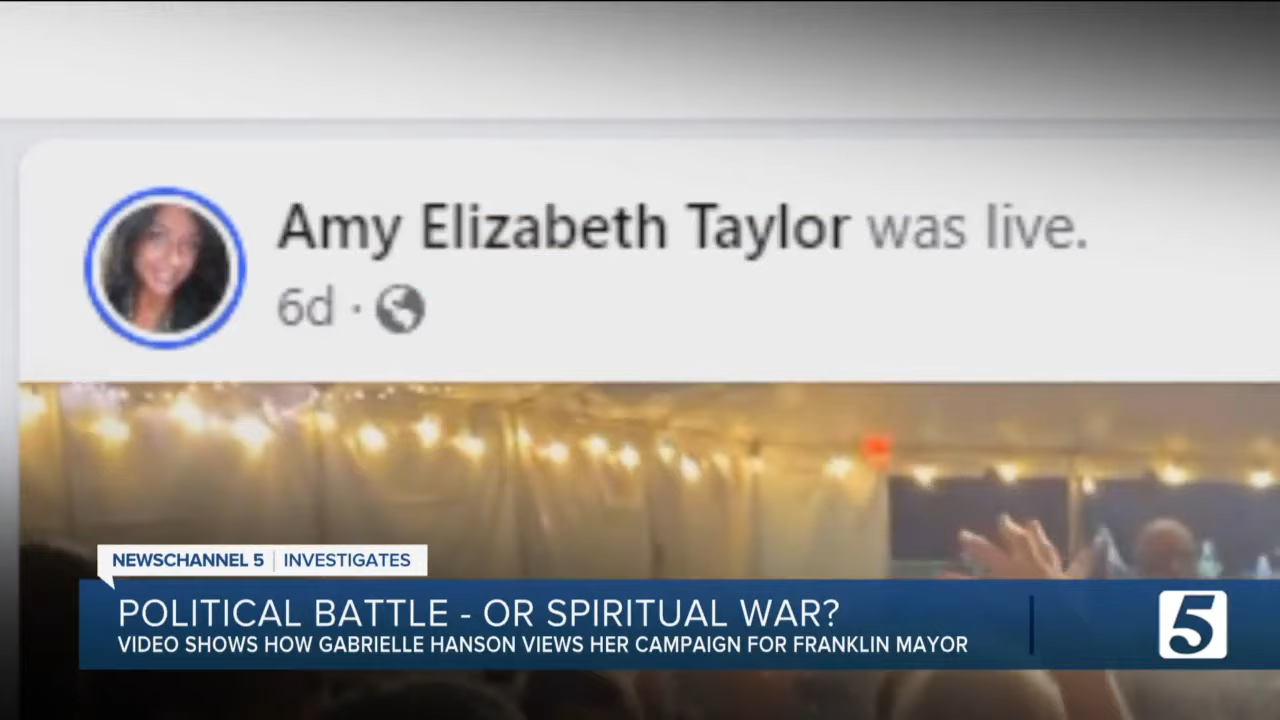 Amy Elizabeth Taylor was live.
6d ·
NEWSCHANNEL 5 | INVESTIGATES
POLITICAL BATTLE - OR SPIRITUAL WAR?
VIDEO SHOWS HOW GABRIELLE HANSON VIEWS HER CAMPAIGN FOR FRANKLIN MAYOR
5